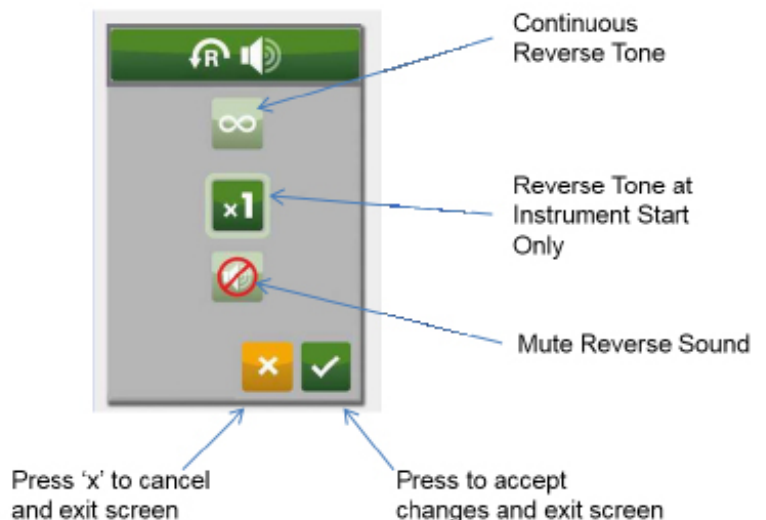 Continuous
Reverse Tone
R
∞
×1
Reverse Tone at
Instrument Start
Only
Mute Reverse Sound
Press ‘x’ to cancel
and exit screen
Press to accept
changes and exit screen